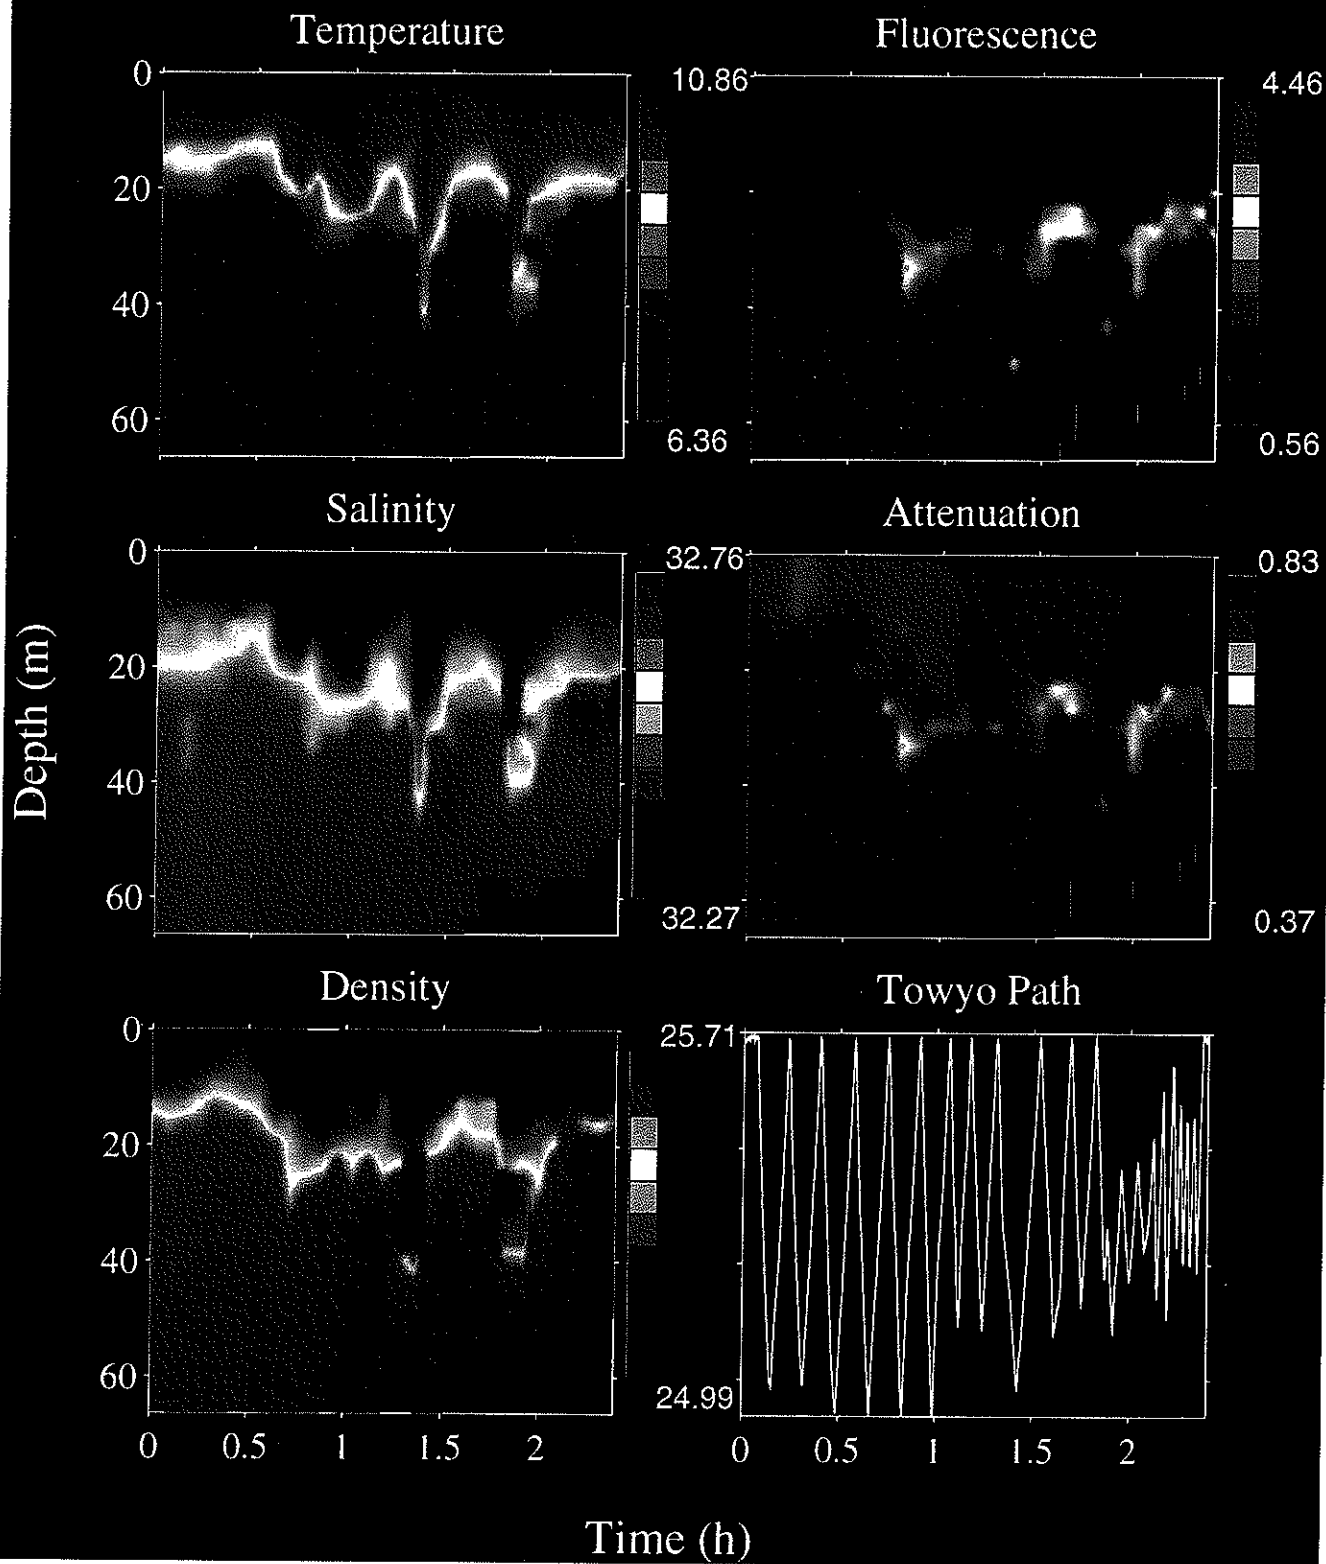 Temperature
Fluorescence
0
20
40
60
10.86
6.36
4.46
0.56
Salinity
Attenuation
0
20
40
60
32.76
32.27
0.83
0.37
Depth (m)
Density
Towyo Path
0
20
40
60
25.71
24.99
0 0.5 1 1.5 2
0 0.5 1 1.5 2
Time (h)